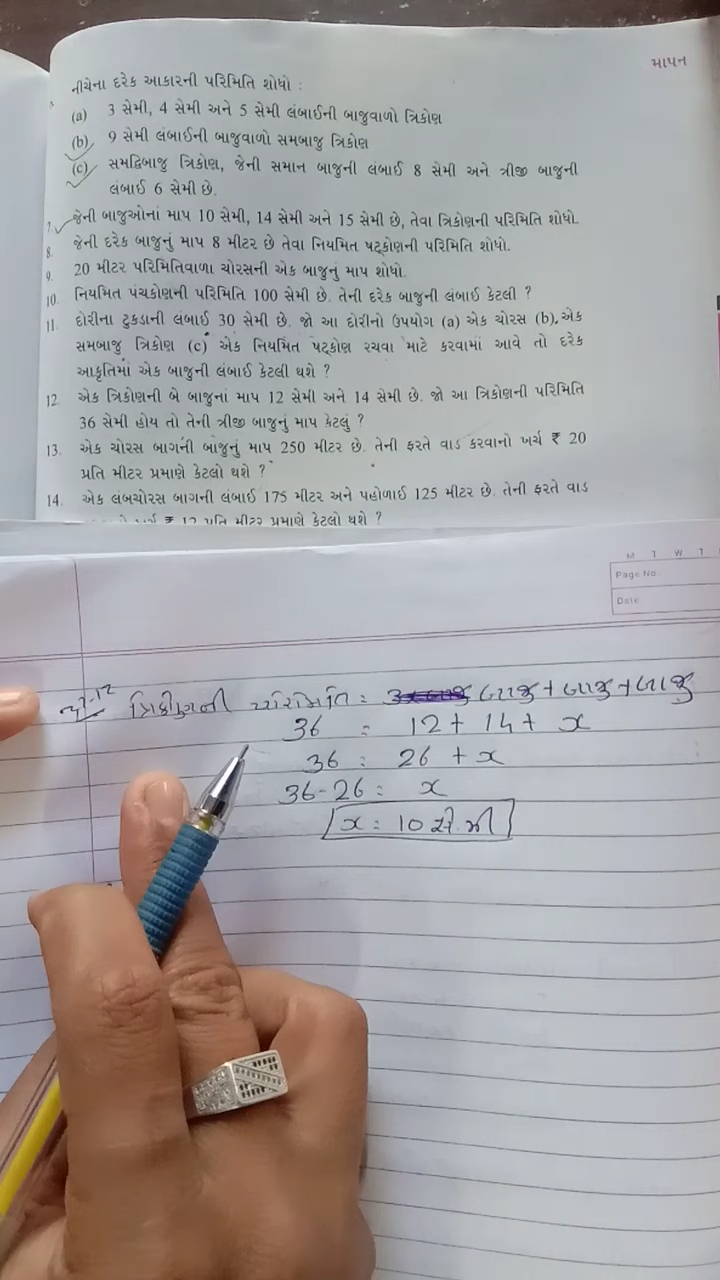 માપન
નીચેના દરેક આકારની પરિમિતિ શોધો :
(a) 3 સેમી, 4 સેમી અને 5 સેમી લંબાઈની બાજુવાળો ત્રિકોણ
(b) 9 સેમી લંબાઈની બાજુવાળો સમબાજુ ત્રિકોણ
(c) સમદ્વિબાજુ ત્રિકોણ, જેની સમાન બાજુની લંબાઈ 8 સેમી અને ત્રીજી બાજુની
લંબાઈ 6 સેમી છે.
7. જેની બાજુઓનાં માપ 10 સેમી, 14 સેમી અને 15 સેમી છે, તેવા ત્રિકોણની પરિમિતિ શોધો.
8. જેની દરેક બાજુનું માપ 8 મીટર છે તેવા નિયમિત ષટ્કોણની પરિમિતિ શોધો.
9. 20 મીટર પરિમિતિવાળા ચોરસની એક બાજુનું માપ શોધો.
10. નિયમિત પંચકોણની પરિમિતિ 100 સેમી છે. તેની દરેક બાજુની લંબાઈ કેટલી ?
11. દોરીના ટુકડાની લંબાઈ 30 સેમી છે. જો આ દોરીનો ઉપયોગ (a) એક ચોરસ (b) એક
સમબાજુ ત્રિકોણ (c) એક નિયમિત ષટ્કોણ રચવા માટે કરવામાં આવે તો દરેક
આકૃતિમાં એક બાજુની લંબાઈ કેટલી થશે ?
12. એક ત્રિકોણની બે બાજુનાં માપ 12 સેમી અને 14 સેમી છે. જો આ ત્રિકોણની પરિમિતિ
36 સેમી હોય તો તેની ત્રીજી બાજુનું માપ કેટલું ?
13. એક ચોરસ બાગની બાજુનું માપ 250 મીટર છે. તેની ફરતે વાડ કરવાનો ખર્ચ ₹ 20
પ્રતિ મીટર પ્રમાણે કેટલો થશે ?
14. એક લંબચોરસ બાગની લંબાઈ 175 મીટર અને પહોળાઈ 125 મીટર છે. તેની ફરતે વાડ
ખર્ચ ₹ 12 પ્રતિ મીટર પ્રમાણે કેટલો થશે ?
M T W T
Page No.
Date
ત્રિકોણની પરિમિતિ = બાજુ + બાજુ + બાજુ
36 = 12 + 14 + x
36 = 26 + x
36 - 26 = x
x = 10 સે.મી